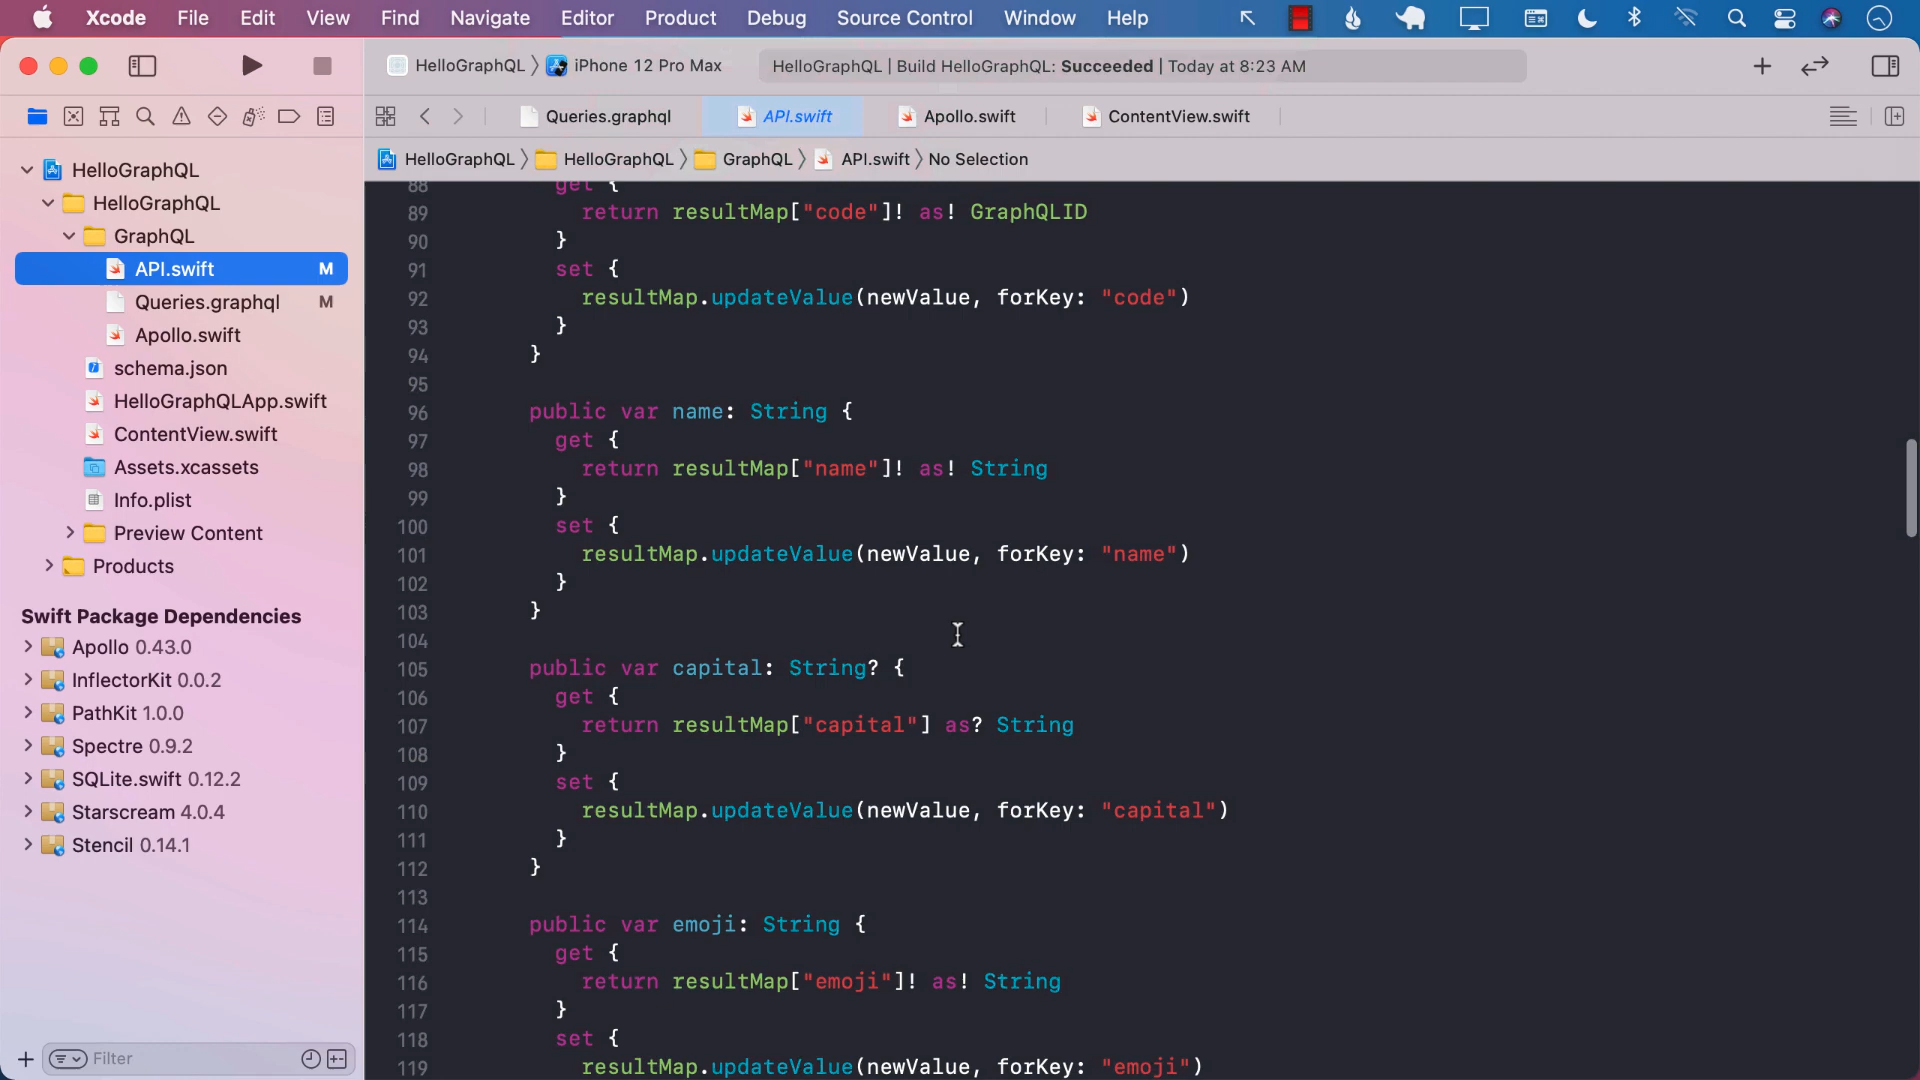 Xcode File Edit View Find Navigate Editor Product Debug Source Control Window Help
HelloGraphQL iPhone 12 Pro Max
HelloGraphQL | Build HelloGraphQL: Succeeded | Today at 8:23 AM
Queries.graphql API.swift Apollo.swift ContentView.swift
HelloGraphQL HelloGraphQL GraphQL API.swift No Selection
HelloGraphQL
HelloGraphQL
GraphQL
API.swift M
Queries.graphql M
Apollo.swift
schema.json
HelloGraphQLApp.swift
ContentView.swift
Assets.xcassets
Info.plist
Preview Content
Products
Swift Package Dependencies
Apollo 0.43.0
InflectorKit 0.0.2
PathKit 1.0.0
Spectre 0.9.2
SQLite.swift 0.12.2
Starscream 4.0.4
Stencil 0.14.1
Filter
88 get {
89 return resultMap["code"]! as! GraphQLID
90 }
91 set {
92 resultMap.updateValue(newValue, forKey: "code")
93 }
94 }
95
96 public var name: String {
97 get {
98 return resultMap["name"]! as! String
99 }
100 set {
101 resultMap.updateValue(newValue, forKey: "name")
102 }
103 }
104
105 public var capital: String? {
106 get {
107 return resultMap["capital"] as? String
108 }
109 set {
110 resultMap.updateValue(newValue, forKey: "capital")
111 }
112 }
113
114 public var emoji: String {
115 get {
116 return resultMap["emoji"]! as! String
117 }
118 set {
119 resultMap.updateValue(newValue, forKey: "emoji")